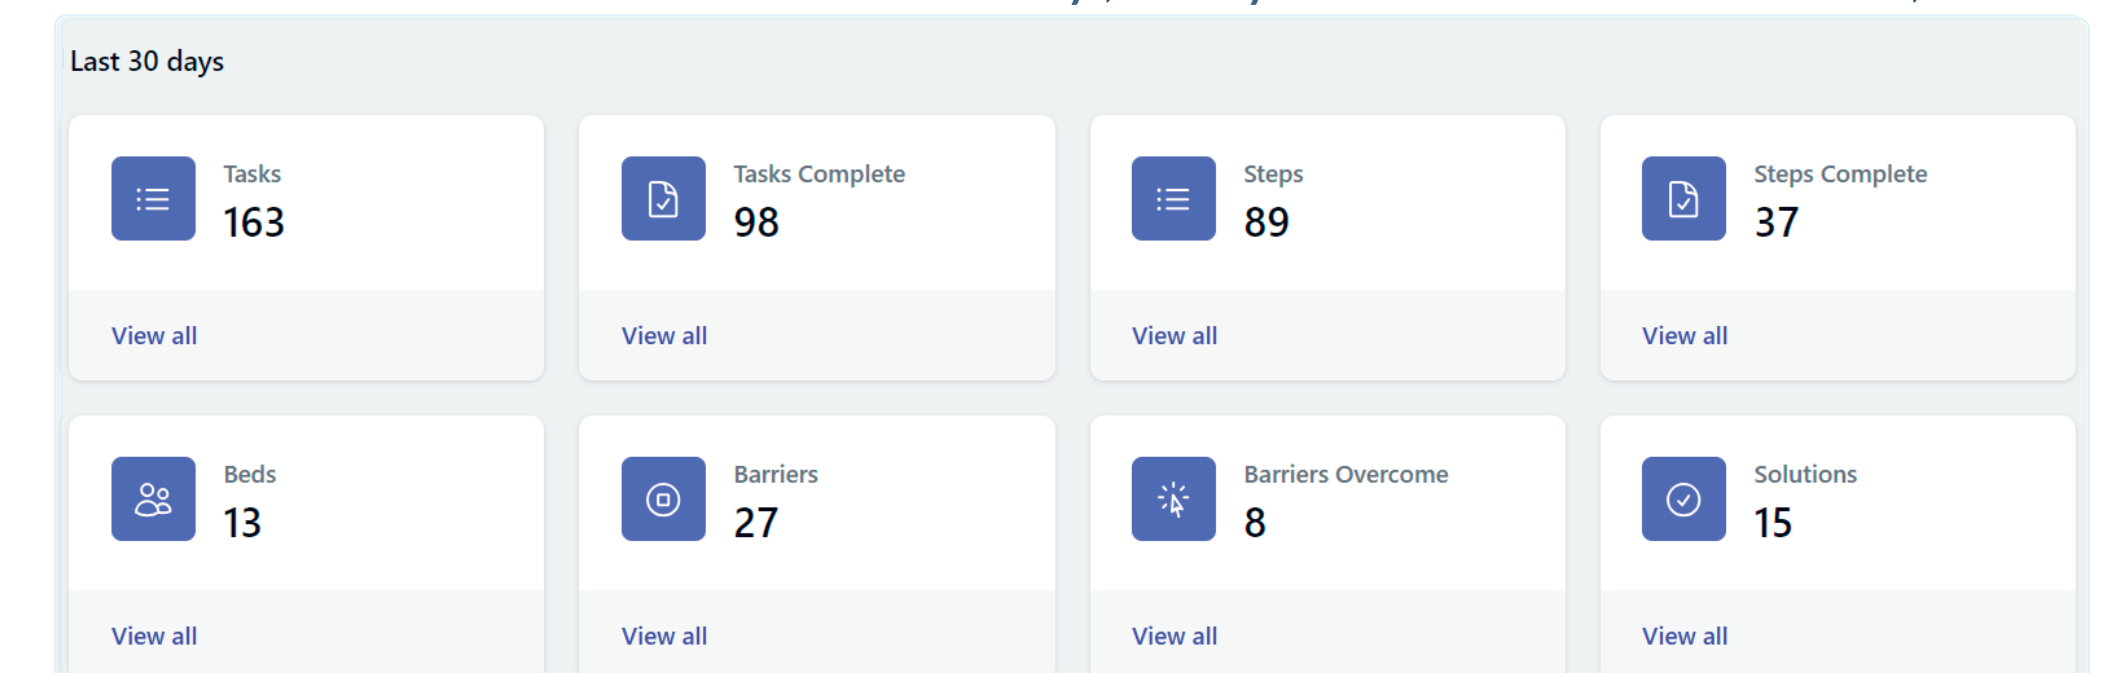 Last 30 days
Tasks
163
View all
Tasks Complete
98
View all
Steps
89
View all
Steps Complete
37
View all
Beds
13
View all
Barriers
27
View all
Barriers Overcome
8
View all
Solutions
15
View all